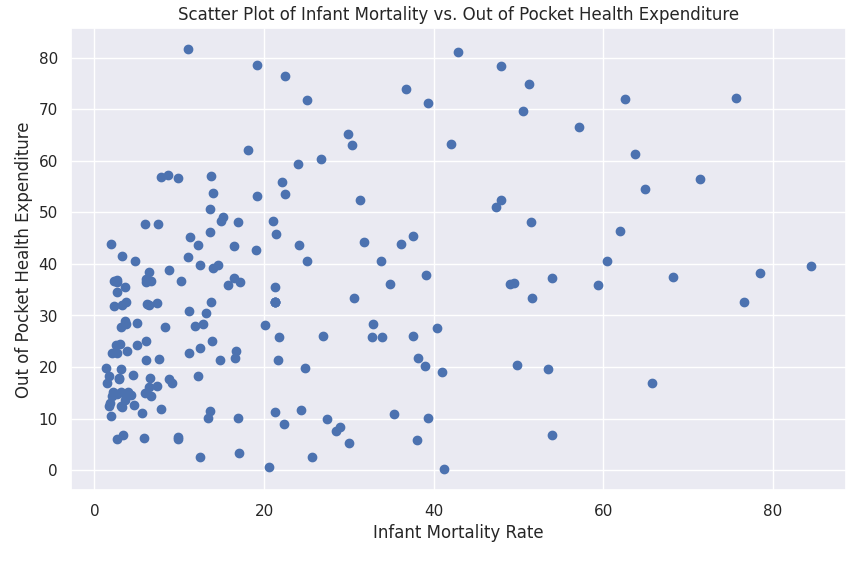 Scatter Plot of Infant Mortality vs. Out of Pocket Health Expenditure
Out of Pocket Health Expenditure
80
70
60
50
40
30
20
10
0
0 20 40 60 80
Infant Mortality Rate